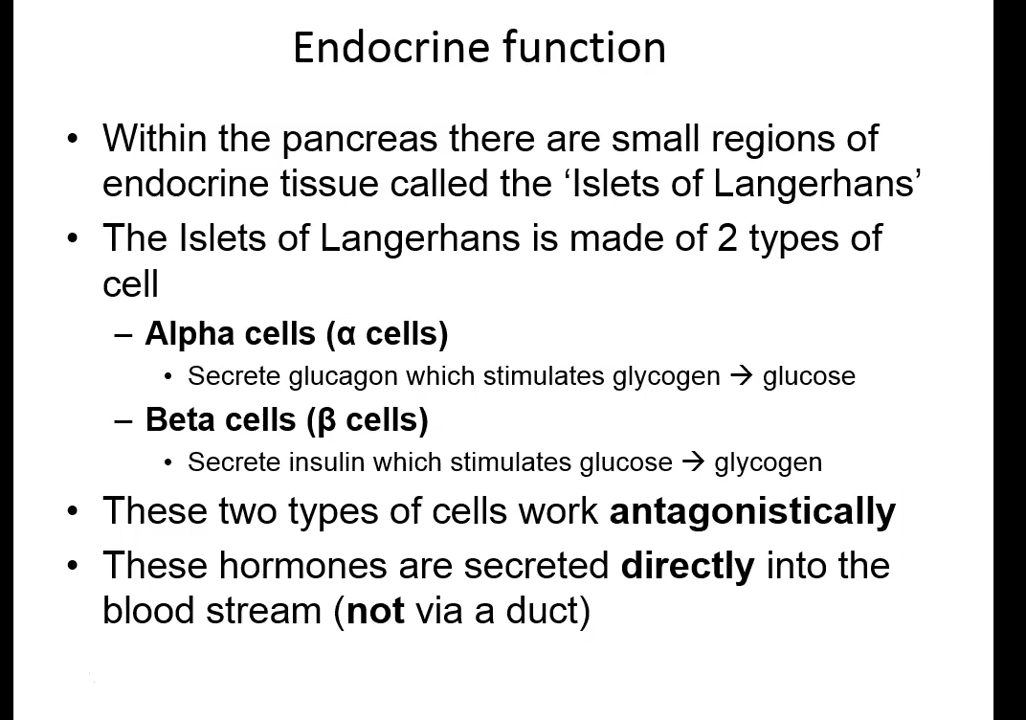 Endocrine function
• Within the pancreas there are small regions of
endocrine tissue called the ‘Islets of Langerhans’
• The Islets of Langerhans is made of 2 types of
cell
– Alpha cells (α cells)
• Secrete glucagon which stimulates glycogen → glucose
– Beta cells (β cells)
• Secrete insulin which stimulates glucose → glycogen
• These two types of cells work antagonistically
• These hormones are secreted directly into the
blood stream (not via a duct)